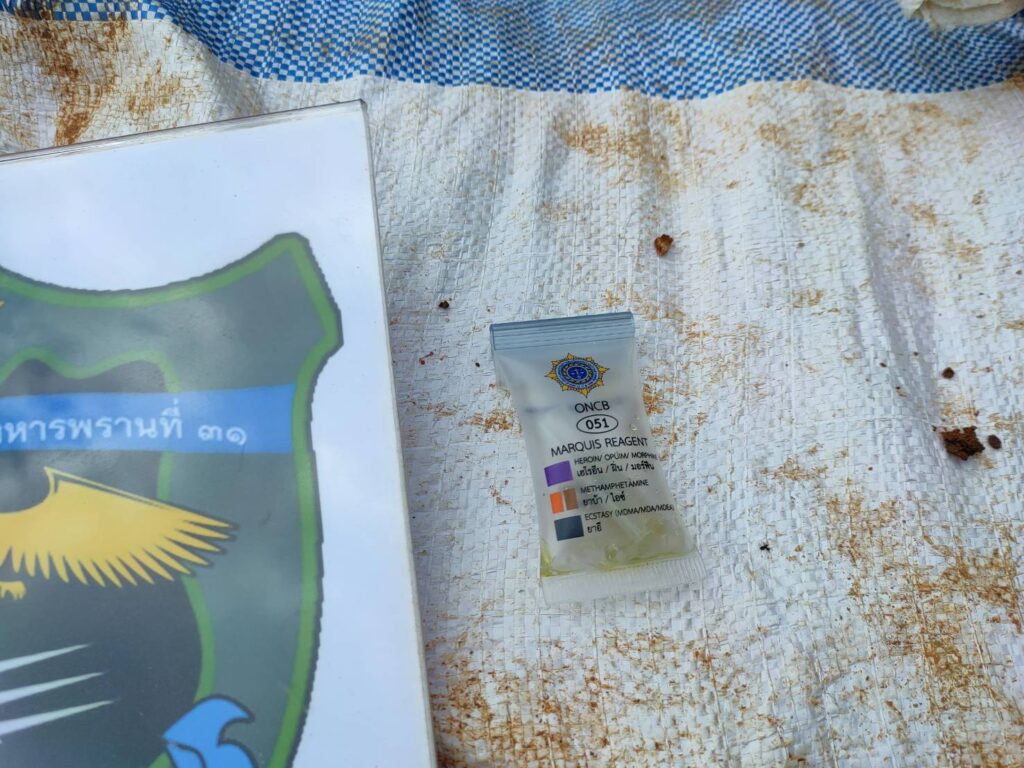 หารพรานที่ ๓๑
ONCB
051
MARQUIS REAGENT
HEROIN/ OPIUM/ MORPHINE
เฮโรอีน / ฝิ่น / มอร์ฟีน
METHAMPHETAMINE
ยาบ้า / ไอซ์
ECSTASY (MDMA/MDA/MDEA)
ยาอี